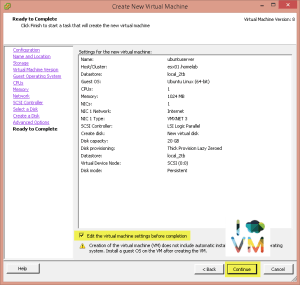 Create New Virtual Machine
Ready to Complete
Click Finish to start a task that will create the new virtual machine
Virtual Machine Version: 8
Configuration
Name and Location
Storage
Virtual Machine Version
Guest Operating System
CPUs
Memory
Network
SCSI Controller
Select a Disk
Create a Disk
Advanced Options
Ready to Complete
Settings for the new virtual machine:
Name: ubuntuserver
Host/Cluster: esxi01.homelab
Datastore: local_2tb
Guest OS: Ubuntu Linux (64-bit)
CPUs: 1
Memory: 1024 MB
NICs: 1
NIC 1 Network: Internet
NIC 1 Type: VMXNET 3
SCSI Controller: LSI Logic Parallel
Create disk: New virtual disk
Disk capacity: 20 GB
Disk provisioning: Thick Provision Lazy Zeroed
Datastore: local_2tb
Virtual Device Node: SCSI (0:0)
Disk mode: Persistent
Edit the virtual machine settings before completion
Creation of the virtual machine (VM) does not include automatic
system. Install a guest OS on the VM after creating the VM.
I
VM
Help
< Back
Continue
Cancel